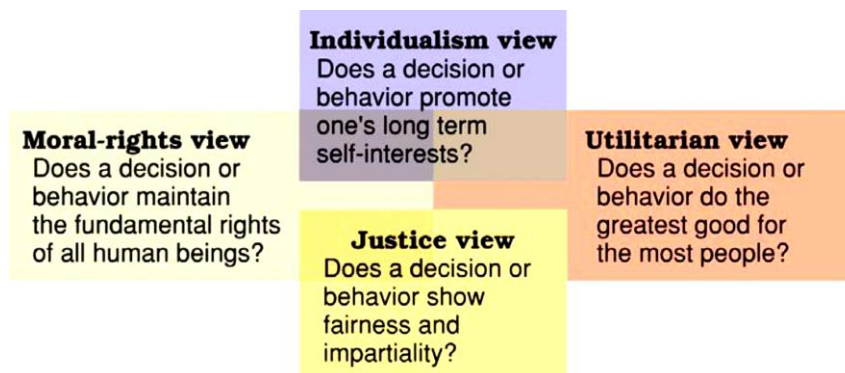 Individualism view
Does a decision or
behavior promote
one's long term
self-interests?
Moral-rights view
Does a decision or
behavior maintain
the fundamental rights
of all human beings?
Utilitarian view
Does a decision or
behavior do the
greatest good for
the most people?
Justice view
Does a decision or
behavior show
fairness and
impartiality?